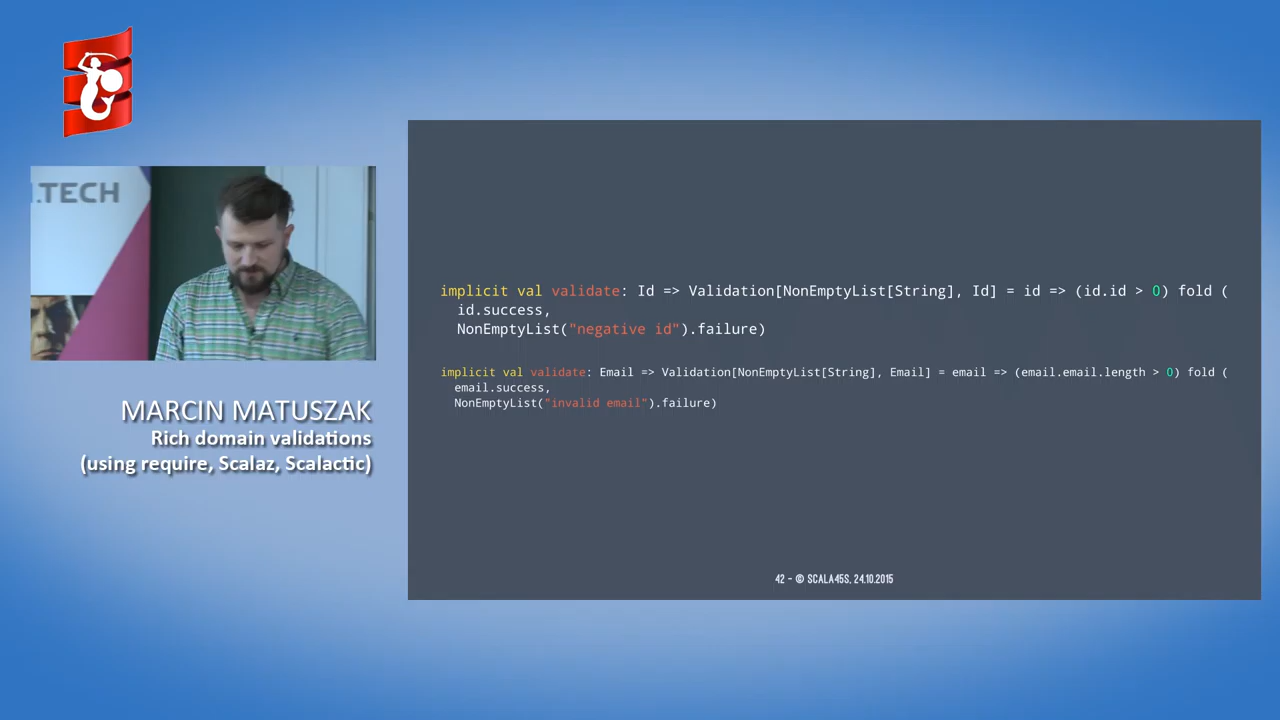 .TECH
MARCIN MATUSZAK
Rich domain validations
(using require, Scalaz, Scalactic)
implicit val validate: Id => Validation[NonEmptyList[String], Id] = id => (id.id > 0) fold (
id.success,
NonEmptyList("negative id").failure)
implicit val validate: Email => Validation[NonEmptyList[String], Email] = email => (email.email.length > 0) fold (
email.success,
NonEmptyList("invalid email").failure)
42 - © SCALA45S, 24.10.2015